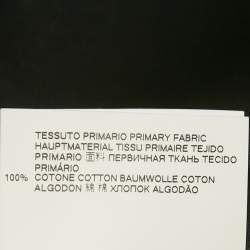 TESSUTO PRIMARIO PRIMARY FABRIC
HAUPTMATERIAL TISSU PRIMAIRE TEJIDO
PRIMARIO 面料 ПЕРВИЧНАЯ ТКАНЬ TECIDO
PRIMÁRIO
100% COTONE COTTON BAUMWOLLE COTON
ALGODÓN 綿 棉 ХЛОПОК ALGODÃO